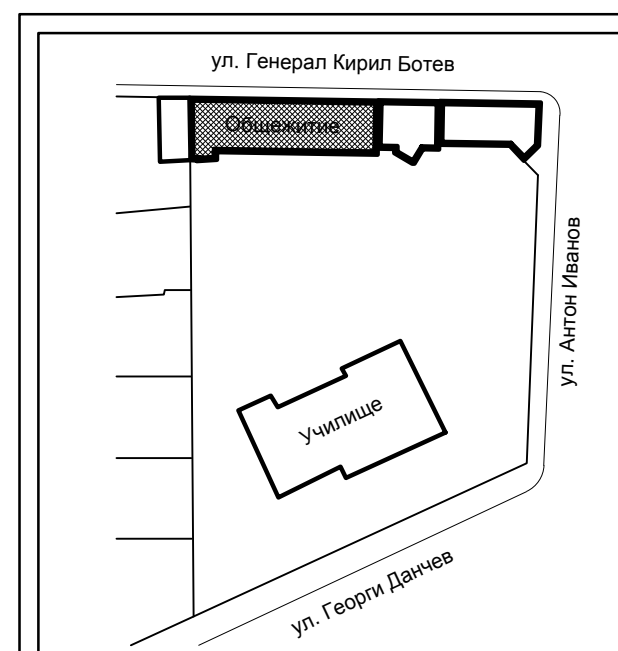 ул. Генерал Кирил Ботев
Общежитие
ул. Антон Иванов
Училище
ул. Георги Данчев